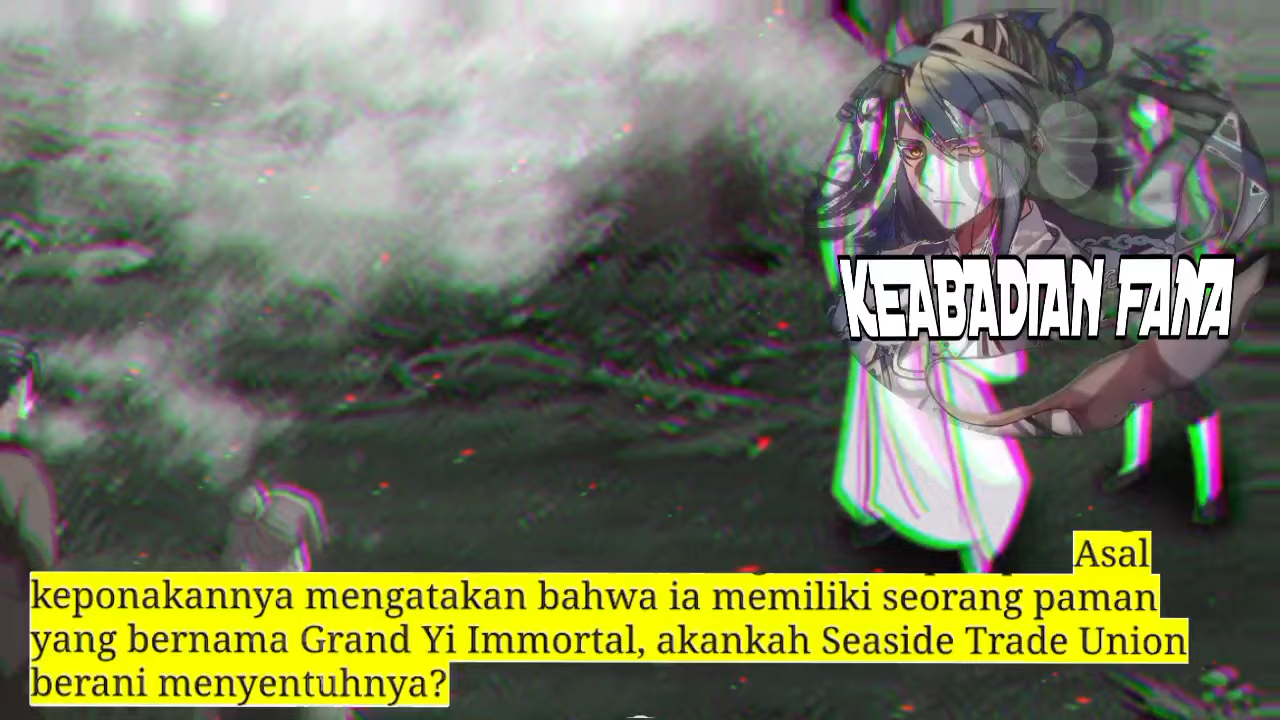 KEABADIAN FANA
Asal
keponakannya mengatakan bahwa ia memiliki seorang paman
yang bernama Grand Yi Immortal, akankah Seaside Trade Union
berani menyentuhnya?